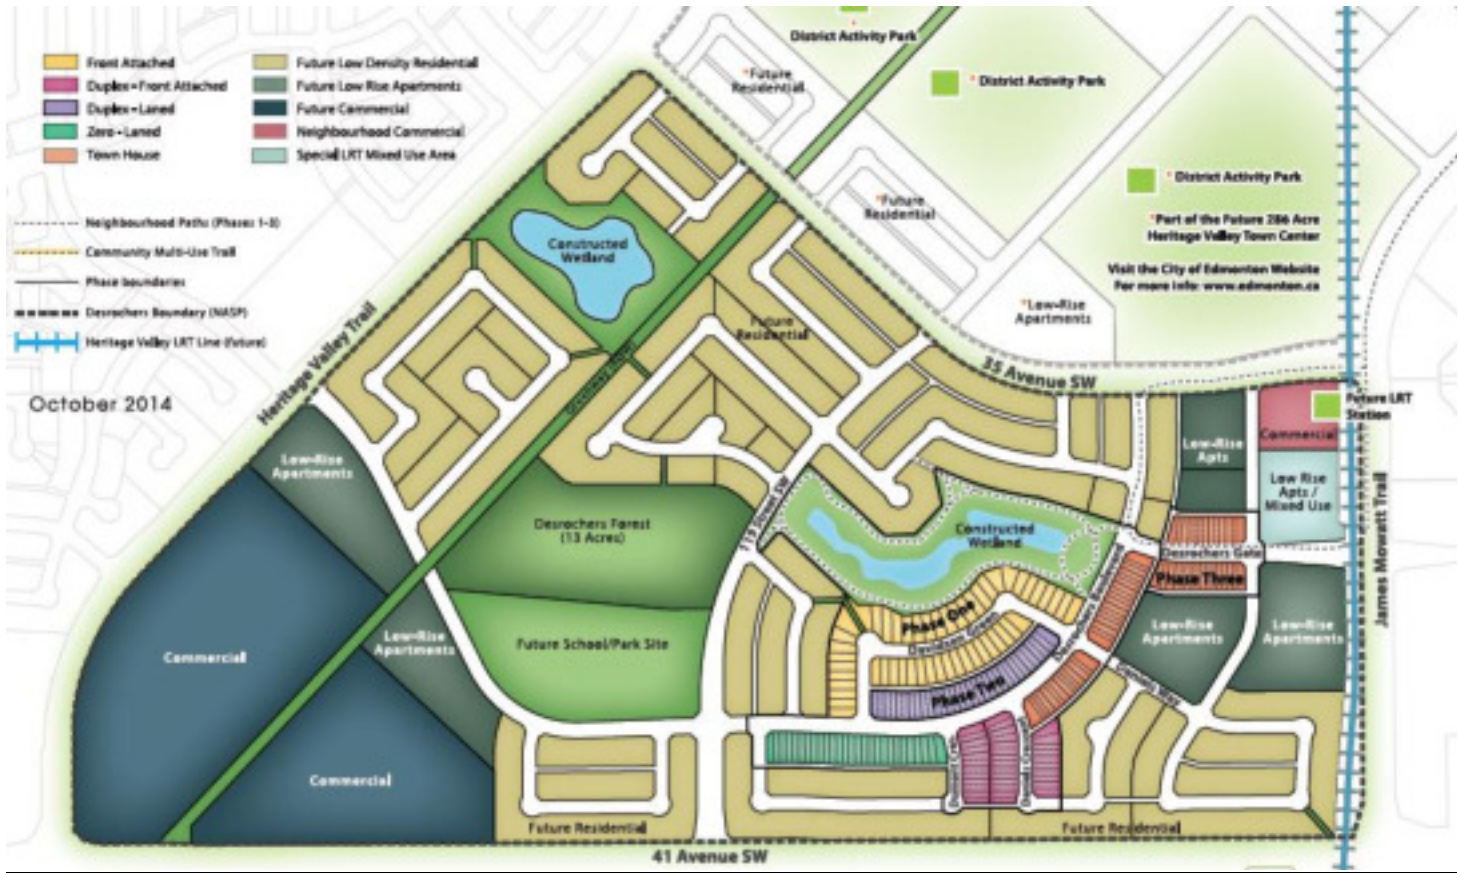 District Activity Park
Front Attached
Duplex - Front Attached
Duplex - Laned
Zero - Laned
Town House
Future Low Density Residential
Future Low Rise Apartments
Future Commercial
Neighbourhood Commercial
Special LRT Mixed Use Area
Neighbourhood Paths (Phases 1-3)
Community Multi-Use Trail
Phase boundaries
Desrochers Boundary (NASP)
Heritage Valley LRT Line (future)
October 2014
*Future
Residential
* District Activity Park
* District Activity Park
*Future
Residential
*Part of the Future 286 Acre
Heritage Valley Town Center
Visit the City of Edmonton Website
For more info: www.edmonton.ca
*Low-Rise
Apartments
Constructed
Wetland
Heritage Valley Trail
Future
Residential
35 Avenue SW
Future LRT
Station
Low-Rise
Apts
Commercial
Low Rise
Apts /
Mixed Use
James Mowatt Trail
Low-Rise
Apartments
Desrochers Forest
(13 Acres)
119 Street SW
Constructed
Wetland
Desrochers Gate
Phase Three
Desrochers Boulevard
Phase One
Davidson Green
Phase Two
Low-Rise
Apartments
Low-Rise
Apartments
Low-Rise
Apartments
Future School/Park Site
Commercial
Commercial
Future Residential
Future Residential
41 Avenue SW